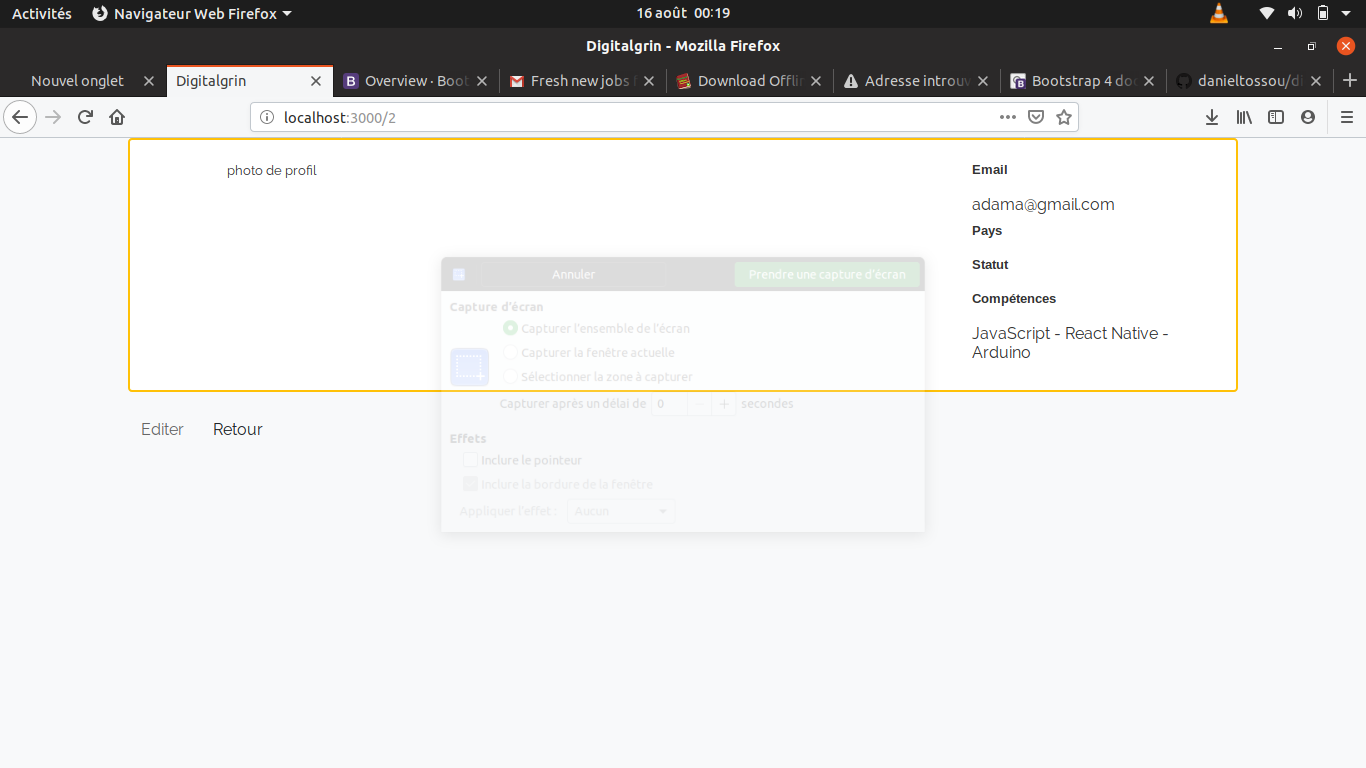 Activités Navigateur Web Firefox 16 août 00:19
Digitalgrin - Mozilla Firefox
Nouvel onglet Digitalgrin Overview · Boot Fresh new jobs Download Offli Adresse introuv Bootstrap 4 do danieltossou/d
localhost:3000/2
photo de profil
Email
adama@gmail.com
Pays
Statut
Compétences
JavaScript - React Native -
Arduino
Annuler Prendre une capture d'écran
Capture d'écran
Capturer l'ensemble de l'écran
Capturer la fenêtre actuelle
Sélectionner la zone à capturer
Capturer après un délai de 0 - + secondes
Effets
Inclure le pointeur
Inclure la bordure de la fenêtre
Appliquer l'effet : Aucun
Editer Retour